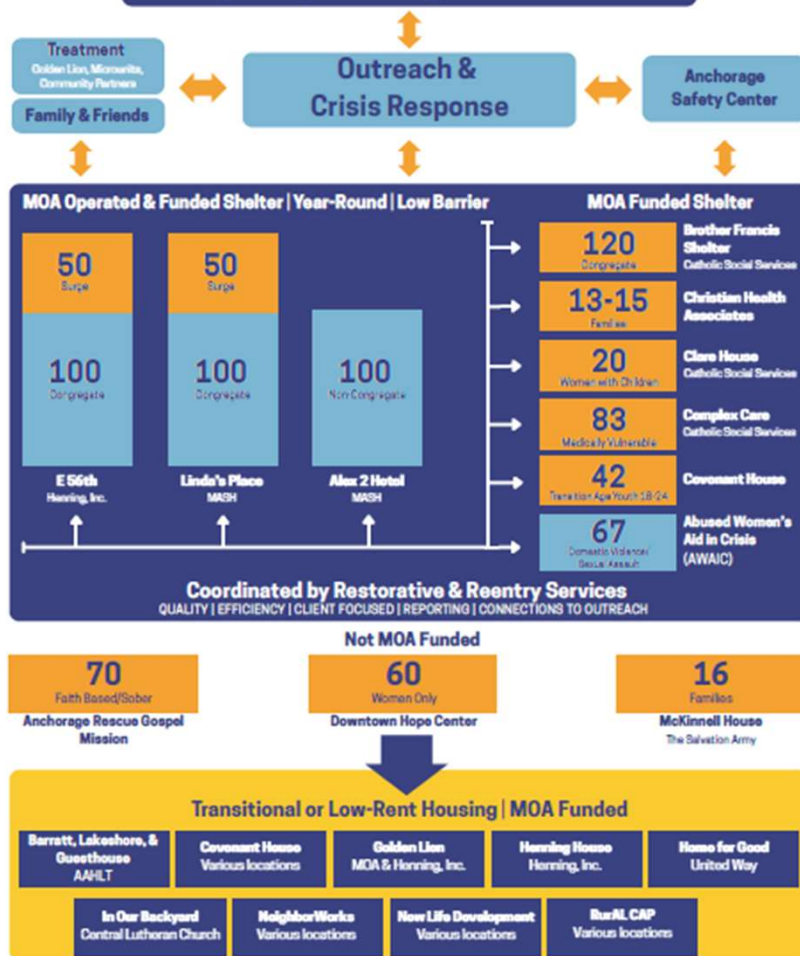 Treatment
Golden Lion, Microunits,
Community Partners
Family & Friends
Outreach &
Crisis Response
Anchorage
Safety Center
MOA Operated & Funded Shelter | Year-Round | Low Barrier
50
Surge
100
Congregate
E 56th
Henning, Inc.
50
Surge
100
Congregate
Linda's Place
MASH
100
Non-Congregate
Alex 2 Hotel
MASH
MOA Funded Shelter
120
Congregate
Brother Francis
Shelter
Catholic Social Services
13-15
Families
Christian Health
Associates
20
Women with Children
Clare House
Catholic Social Services
83
Medically Vulnerable
Complex Care
Catholic Social Services
42
Transition Age Youth 18-24
Covenant House
67
Domestic Violence/
Sexual Assault
Abused Women's
Aid in Crisis
(AWAIC)
Coordinated by Restorative & Reentry Services
QUALITY | EFFICIENCY | CLIENT FOCUSED | REPORTING | CONNECTIONS TO OUTREACH
Not MOA Funded
70
Faith Based/Sober
Anchorage Rescue Gospel
Mission
60
Women Only
Downtown Hope Center
16
Families
McKinnell House
The Salvation Army
Transitional or Low-Rent Housing | MOA Funded
Barratt, Lakeshore, &
Guesthouse
AAHLT
Covenant House
Various locations
Golden Lion
MOA & Henning, Inc.
Henning House
Henning, Inc.
Home for Good
United Way
In Our Backyard
Central Lutheran Church
NeighborWorks
Various locations
New Life Development
Various locations
RurAL CAP
Various locations